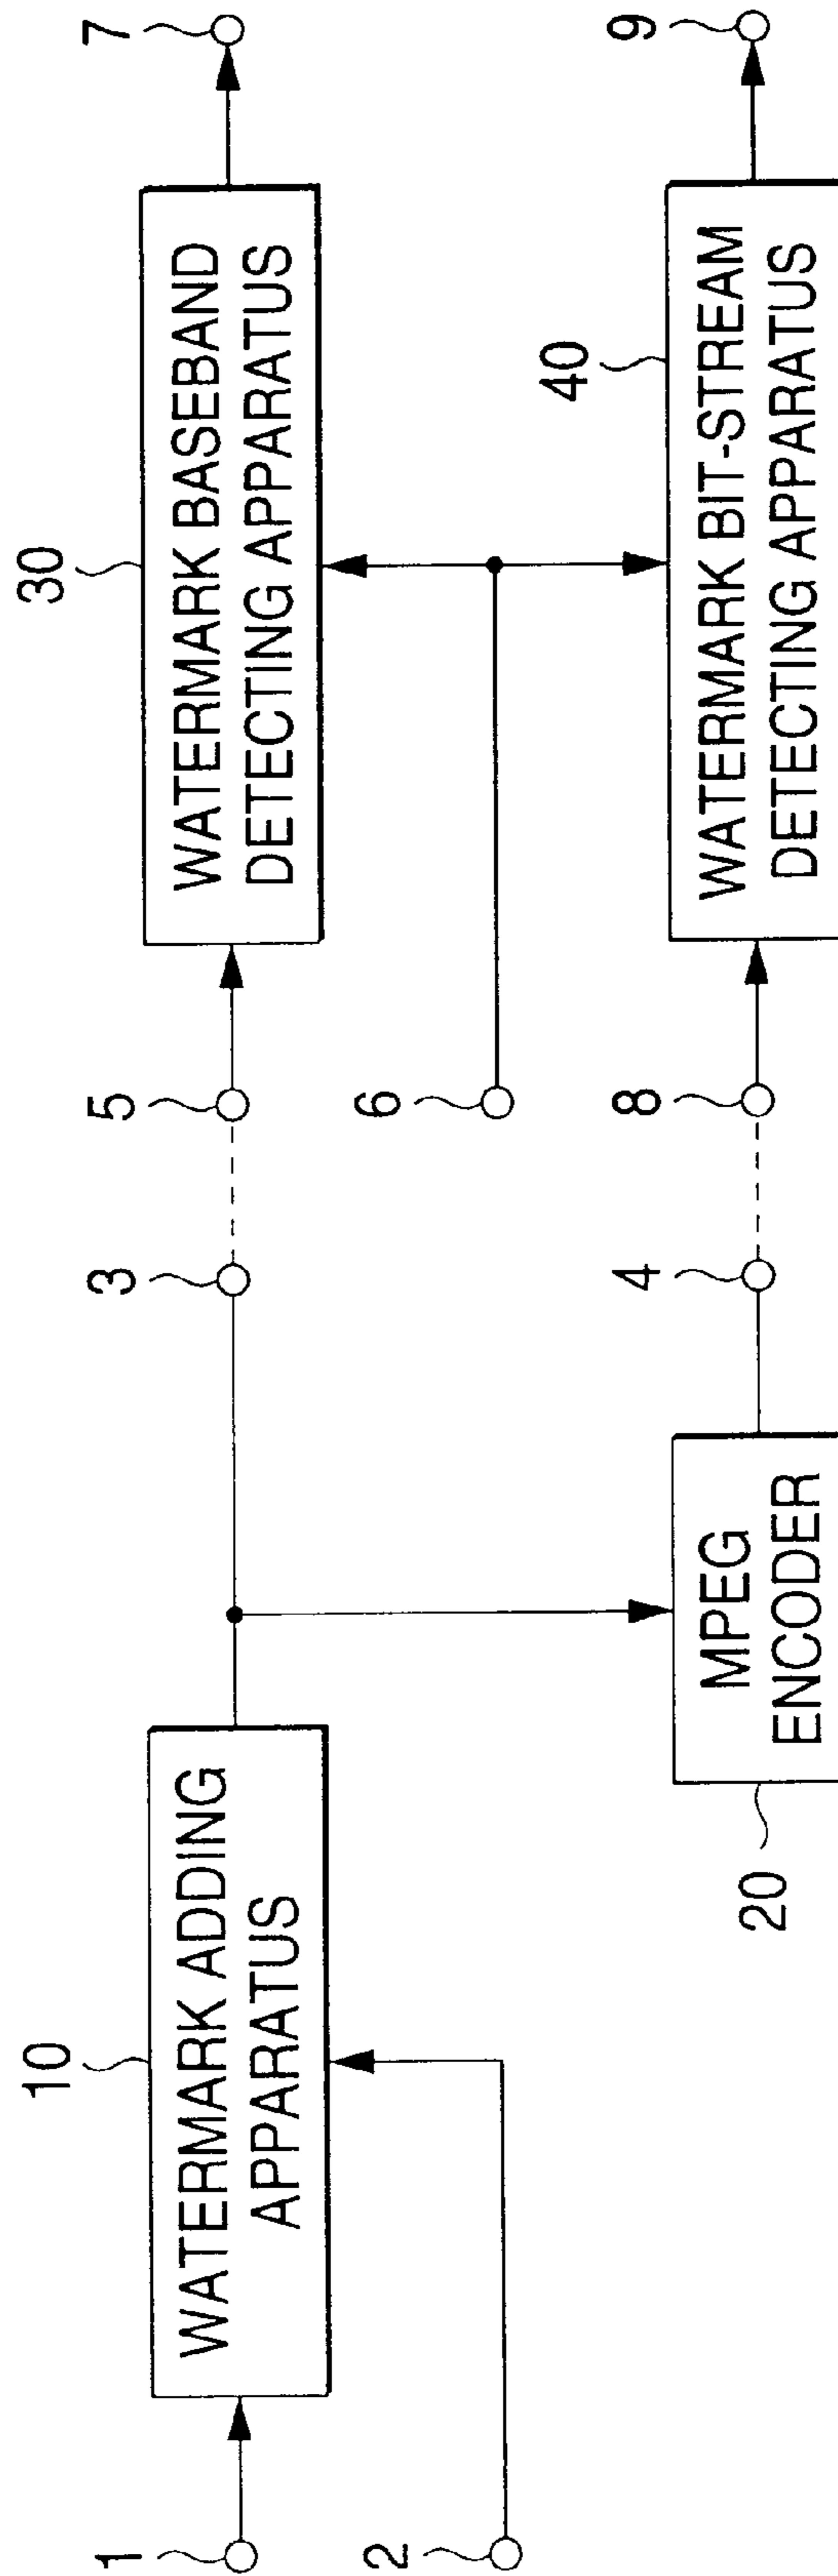 1
2
10
WATERMARK ADDING
APPARATUS
20
MPEG
ENCODER
3
4
5
6
8
30
WATERMARK BASEBAND
DETECTING APPARATUS
40
WATERMARK BIT-STREAM
DETECTING APPARATUS
7
9